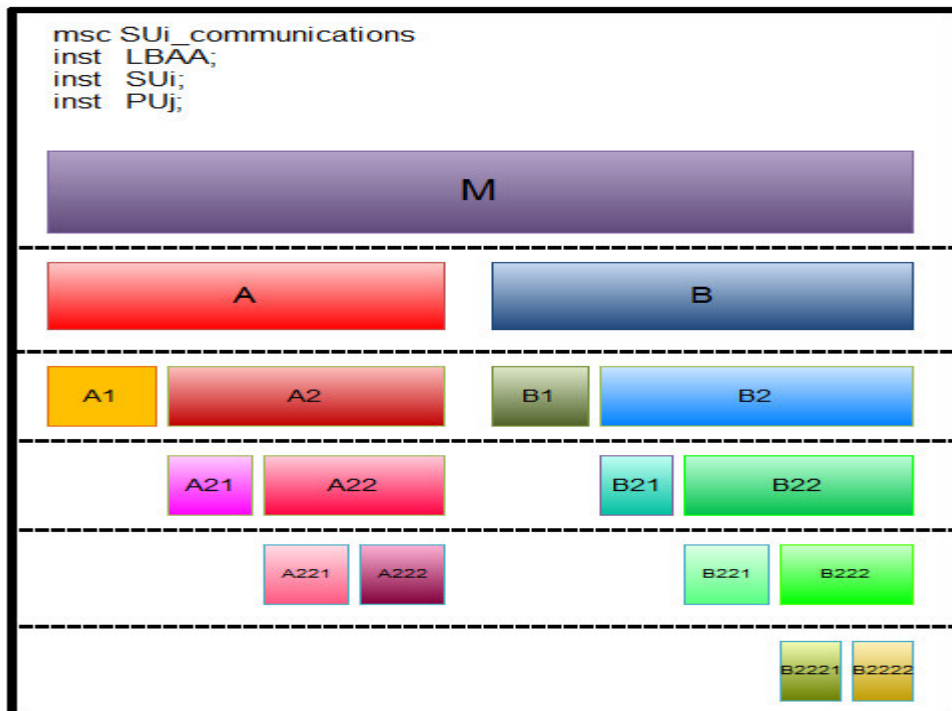 msc SUi_communications
inst LBAA;
inst SUi;
inst PUj;
M
A B
A1 A2 B1 B2
A21 A22 B21 B22
A221 A222 B221 B222
B2221 B2222